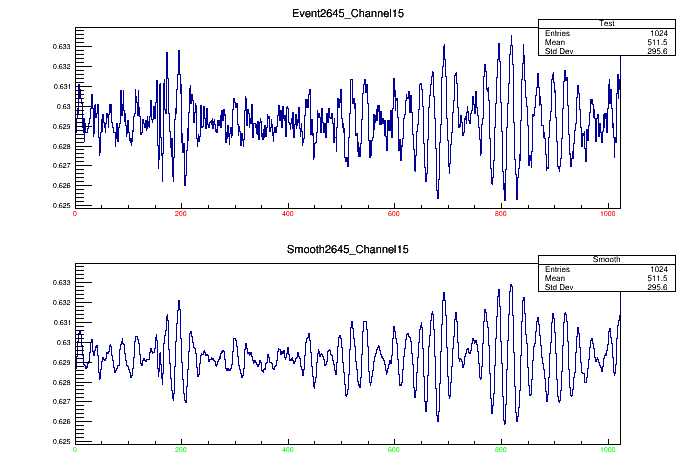 Event2645_Channel15
Test
Entries 1024
Mean 511.5
Std Dev 295.6
0.633
0.632
0.631
0.63
0.629
0.628
0.627
0.626
0.625
0 200 400 600 800 1000
Smooth2645_Channel15
Smooth
Entries 1024
Mean 511.5
Std Dev 295.6
0.633
0.632
0.631
0.63
0.629
0.628
0.627
0.626
0.625
0 200 400 600 800 1000